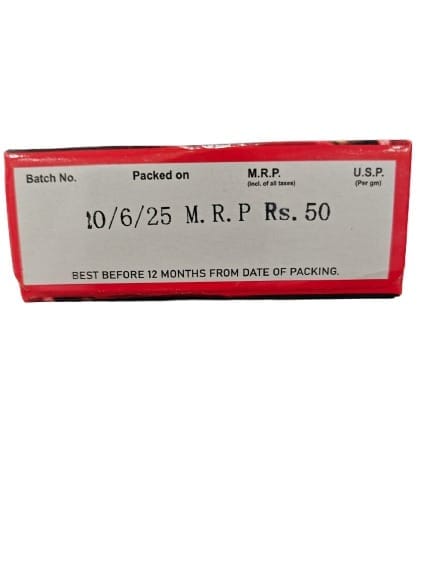 Batch No. Packed on M.R.P. U.S.P.
(Incl. of all taxes) (Per gm)
10/6/25 M.R.P Rs. 50
BEST BEFORE 12 MONTHS FROM DATE OF PACKING.